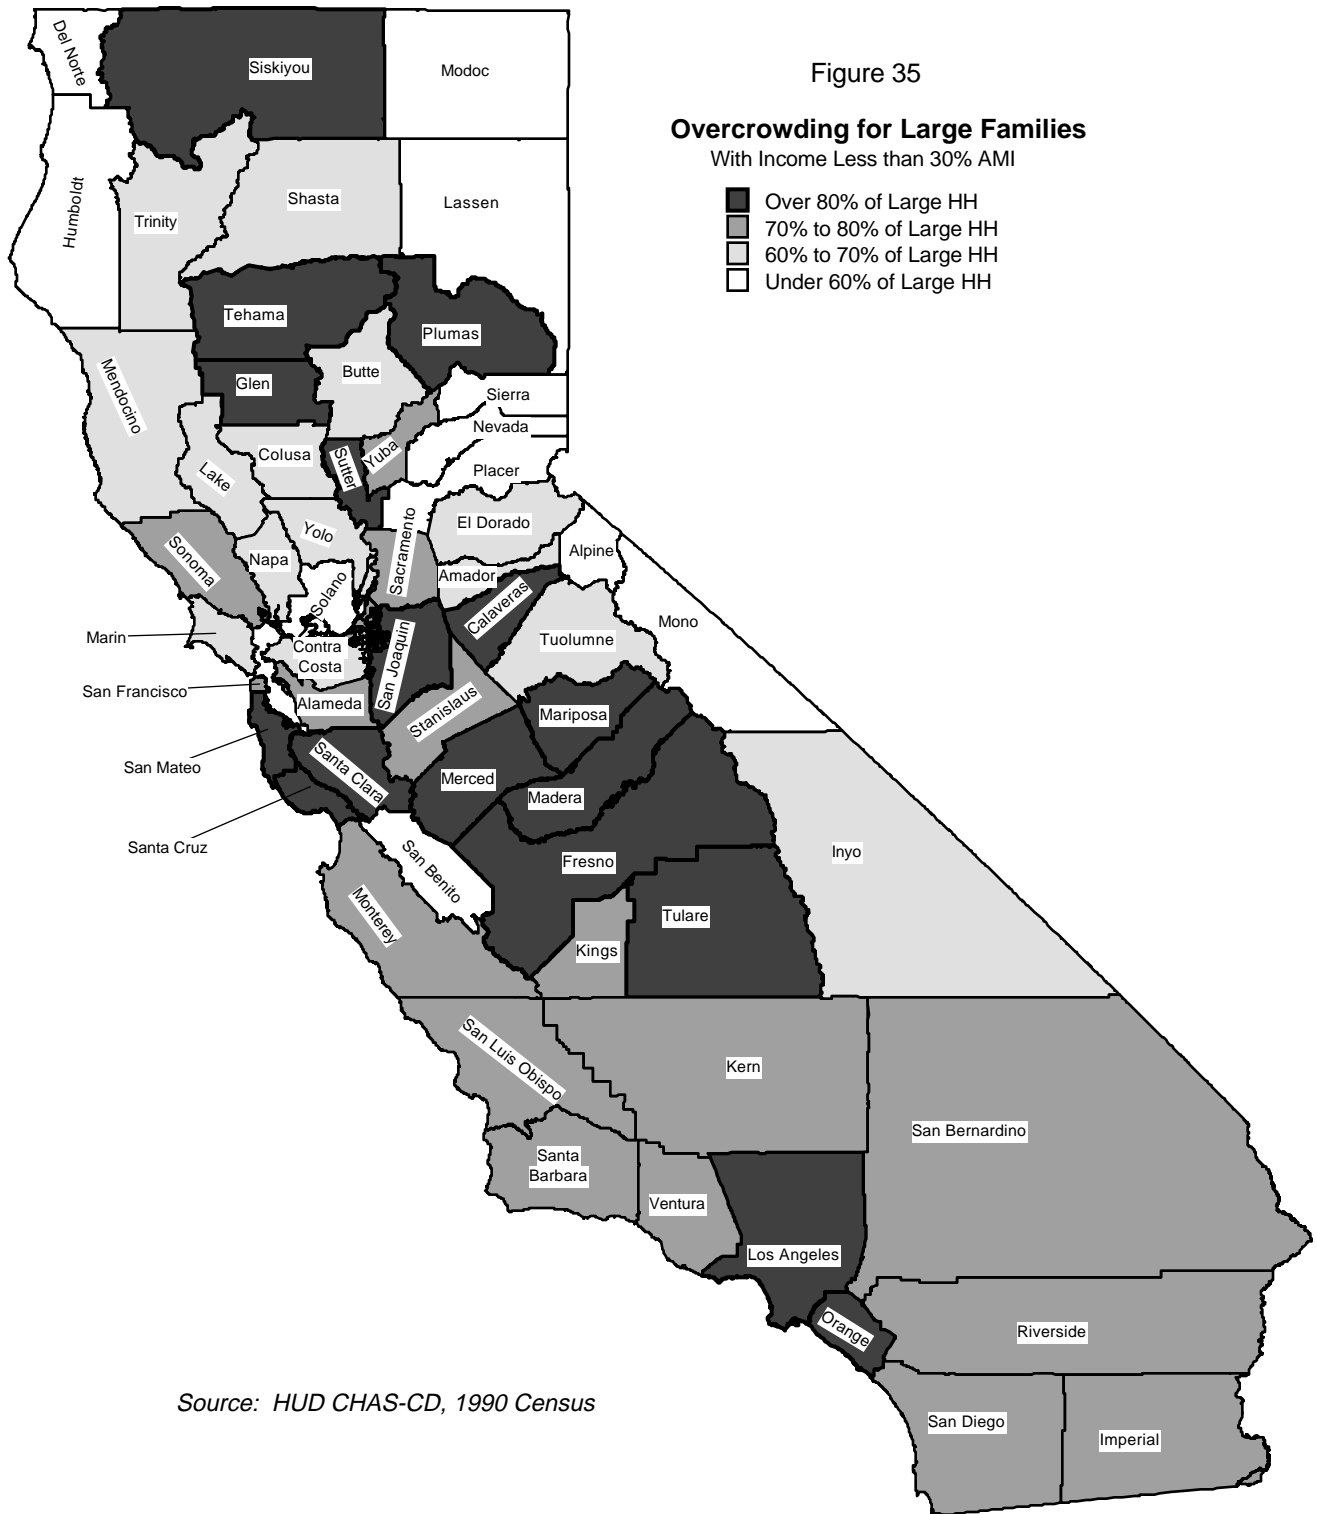 Figure 35
Overcrowding for Large Families
With Income Less than 30% AMI
Over 80% of Large HH
70% to 80% of Large HH
60% to 70% of Large HH
Under 60% of Large HH
Del Norte
Siskiyou
Modoc
Humboldt
Trinity
Shasta
Lassen
Tehama
Plumas
Mendocino
Glen
Butte
Sierra
Nevada
Lake
Colusa
Sutter
Yuba
Placer
Sonoma
Napa
Yolo
Sacramento
El Dorado
Alpine
Solano
Amador
Calaveras
Mono
Marin
Contra
Costa
San Joaquin
Tuolumne
San Francisco
Alameda
Stanislaus
Mariposa
San Mateo
Santa Clara
Merced
Madera
Santa Cruz
San Benito
Fresno
Inyo
Monterey
Kings
Tulare
San Luis Obispo
Kern
San Bernardino
Santa
Barbara
Ventura
Los Angeles
Orange
Riverside
San Diego
Imperial
Source: HUD CHAS-CD, 1990 Census